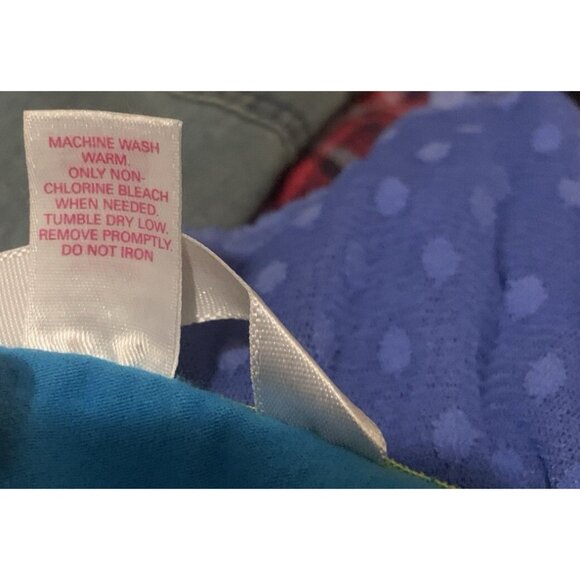 MACHINE WASH
WARM.
ONLY NON-
CHLORINE BLEACH
WHEN NEEDED.
TUMBLE DRY LOW.
REMOVE PROMPTLY.
DO NOT IRON